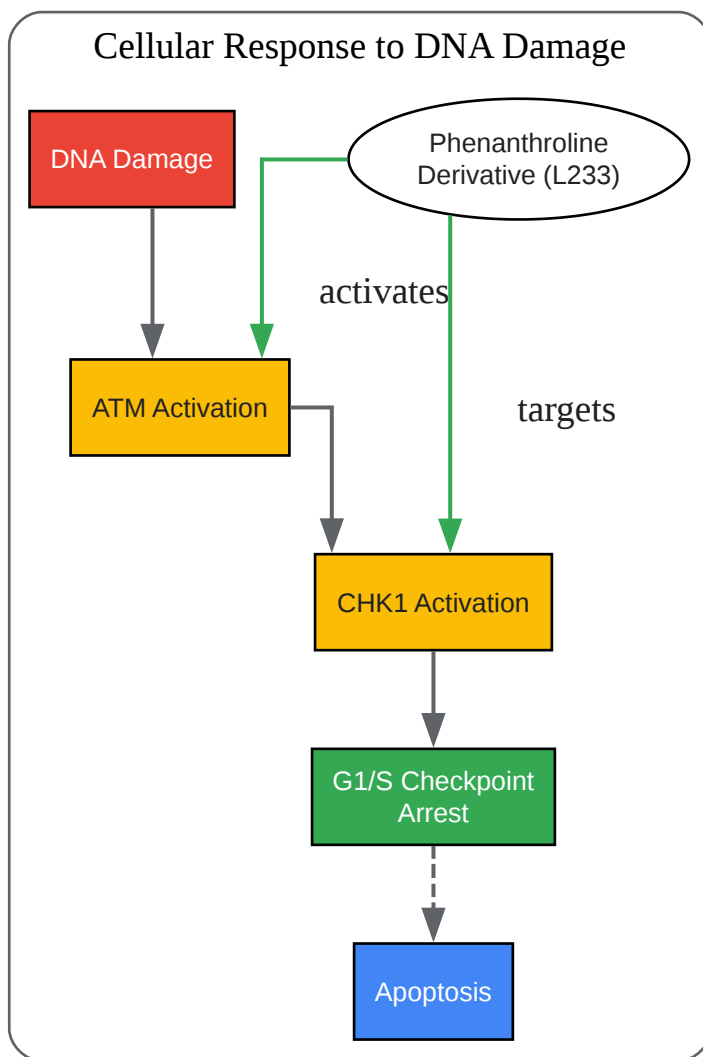 Cellular Response to DNA Damage
DNA Damage
Phenanthroline
Derivative (L233)
activates
ATM Activation
targets
CHK1 Activation
G1/S Checkpoint
Arrest
Apoptosis